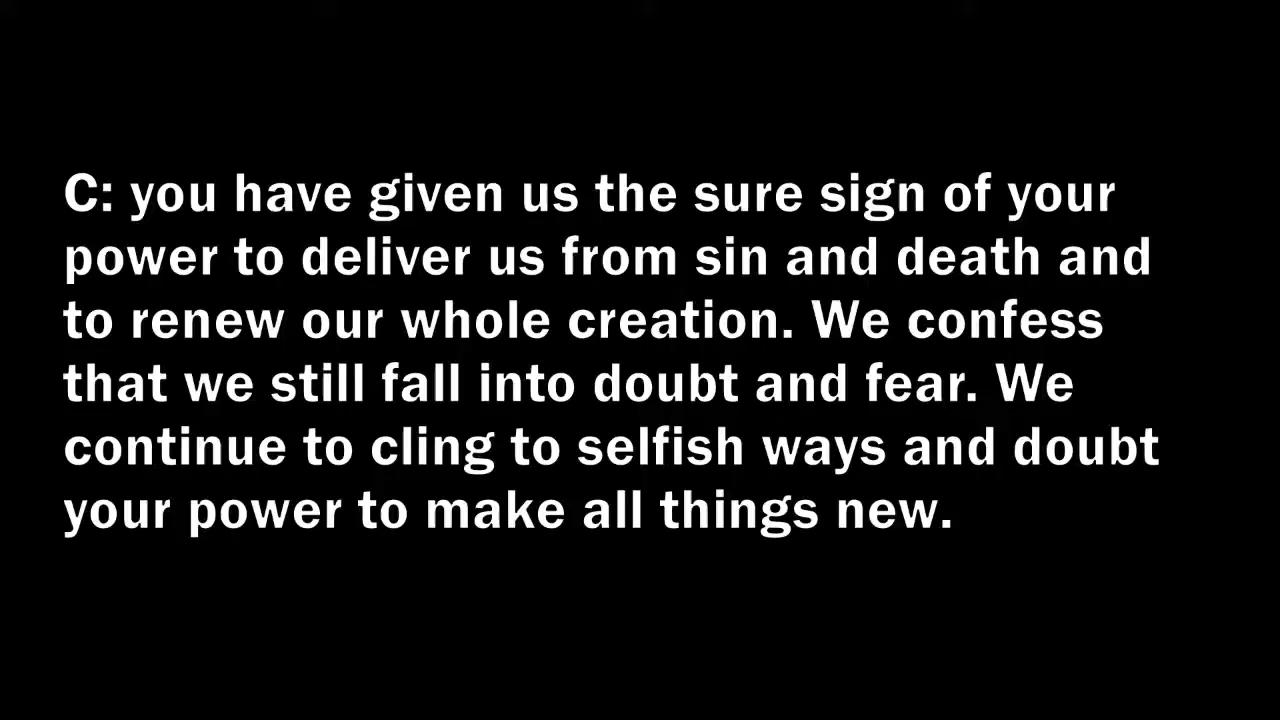 C: you have given us the sure sign of your
power to deliver us from sin and death and
to renew our whole creation. We confess
that we still fall into doubt and fear. We
continue to cling to selfish ways and doubt
your power to make all things new.